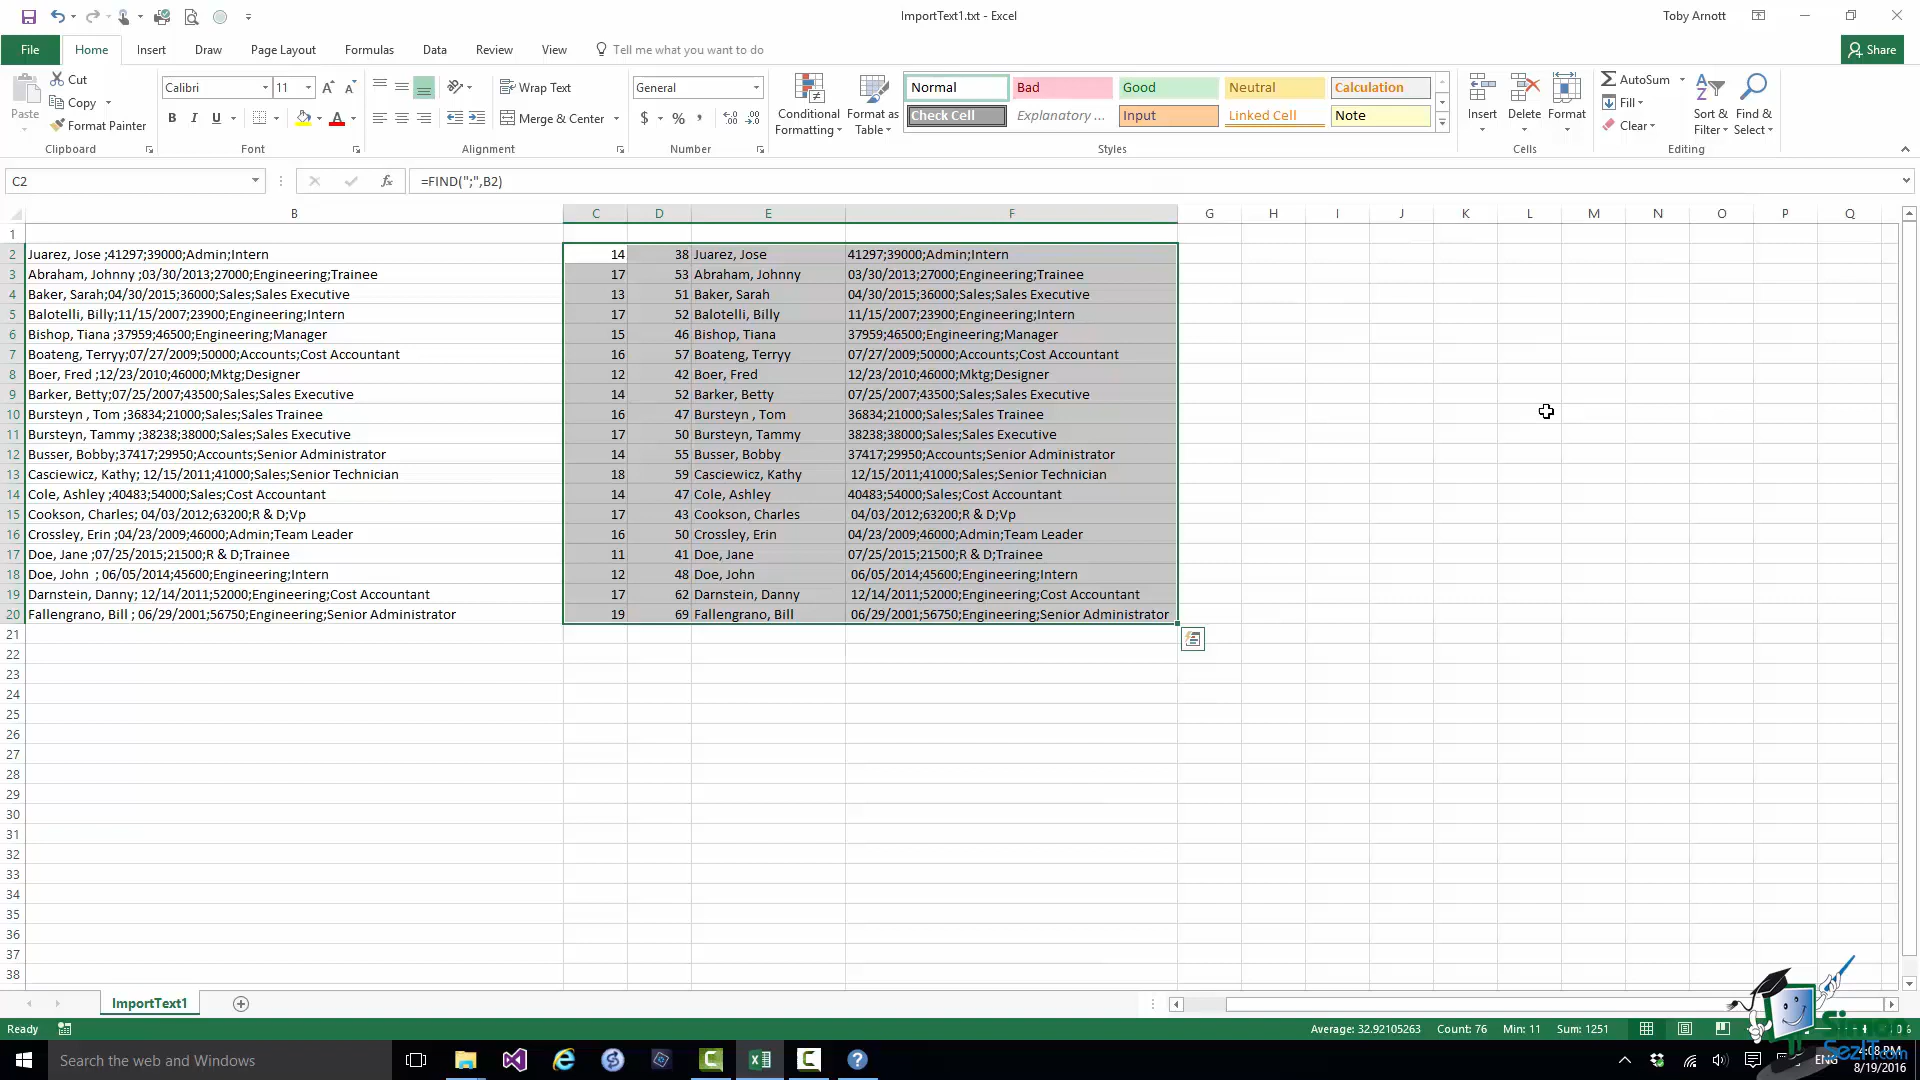 ImportText1.txt - Excel
Toby Arnott
File Home Insert Draw Page Layout Formulas Data Review View Tell me what you want to do Share
Paste
Cut
Copy
Format Painter
Clipboard
Calibri 11
B I U
Font
Wrap Text
Merge & Center
Alignment
General
$ % ,
Number
Conditional Formatting
Format as Table
Normal Bad Good Neutral Calculation
Check Cell Explanatory ... Input Linked Cell Note
Styles
Insert Delete Format
Cells
AutoSum
Fill
Clear
Sort & Filter
Find & Select
Editing
C2 fx =FIND(";",B2)
B C D E F G H I J K L M N O P Q
1
2 Juarez, Jose ;41297;39000;Admin;Intern 14 38 Juarez, Jose 41297;39000;Admin;Intern
3 Abraham, Johnny ;03/30/2013;27000;Engineering;Trainee 17 53 Abraham, Johnny 03/30/2013;27000;Engineering;Trainee
4 Baker, Sarah;04/30/2015;36000;Sales;Sales Executive 13 51 Baker, Sarah 04/30/2015;36000;Sales;Sales Executive
5 Balotelli, Billy;11/15/2007;23900;Engineering;Intern 17 52 Balotelli, Billy 11/15/2007;23900;Engineering;Intern
6 Bishop, Tiana ;37959;46500;Engineering;Manager 15 46 Bishop, Tiana 37959;46500;Engineering;Manager
7 Boateng, Terryy;07/27/2009;50000;Accounts;Cost Accountant 16 57 Boateng, Terryy 07/27/2009;50000;Accounts;Cost Accountant
8 Boer, Fred ;12/23/2010;46000;Mktg;Designer 12 42 Boer, Fred 12/23/2010;46000;Mktg;Designer
9 Barker, Betty;07/25/2007;43500;Sales;Sales Executive 14 52 Barker, Betty 07/25/2007;43500;Sales;Sales Executive
10 Bursteyn , Tom ;36834;21000;Sales;Sales Trainee 16 47 Bursteyn , Tom 36834;21000;Sales;Sales Trainee
11 Bursteyn, Tammy ;38238;38000;Sales;Sales Executive 17 50 Bursteyn, Tammy 38238;38000;Sales;Sales Executive
12 Busser, Bobby;37417;29950;Accounts;Senior Administrator 14 55 Busser, Bobby 37417;29950;Accounts;Senior Administrator
13 Casciewicz, Kathy; 12/15/2011;41000;Sales;Senior Technician 18 59 Casciewicz, Kathy 12/15/2011;41000;Sales;Senior Technician
14 Cole, Ashley ;40483;54000;Sales;Cost Accountant 14 47 Cole, Ashley 40483;54000;Sales;Cost Accountant
15 Cookson, Charles; 04/03/2012;63200;R & D;Vp 17 43 Cookson, Charles 04/03/2012;63200;R & D;Vp
16 Crossley, Erin ;04/23/2009;46000;Admin;Team Leader 16 50 Crossley, Erin 04/23/2009;46000;Admin;Team Leader
17 Doe, Jane ;07/25/2015;21500;R & D;Trainee 11 41 Doe, Jane 07/25/2015;21500;R & D;Trainee
18 Doe, John  ; 06/05/2014;45600;Engineering;Intern 12 48 Doe, John 06/05/2014;45600;Engineering;Intern
19 Darnstein, Danny; 12/14/2011;52000;Engineering;Cost Accountant 17 62 Darnstein, Danny 12/14/2011;52000;Engineering;Cost Accountant
20 Fallengrano, Bill ; 06/29/2001;56750;Engineering;Senior Administrator 19 69 Fallengrano, Bill 06/29/2001;56750;Engineering;Senior Administrator
21
22
23
24
25
26
27
28
29
30
31
32
33
34
35
36
37
38
ImportText1
Ready Average: 32.92105263 Count: 76 Min: 11 Sum: 1251
Search the web and Windows
ENG
4:08 PM
8/19/2016
SezIT.com